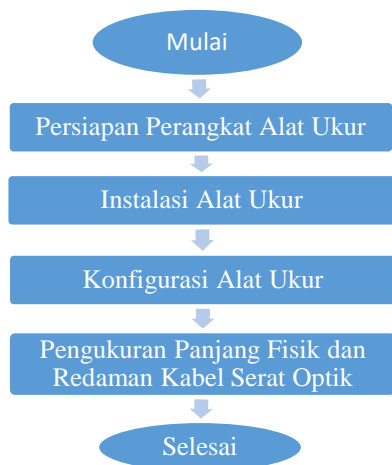 Mulai
Persiapan Perangkat Alat Ukur
Instalasi Alat Ukur
Konfigurasi Alat Ukur
Pengukuran Panjang Fisik dan
Redaman Kabel Serat Optik
Selesai